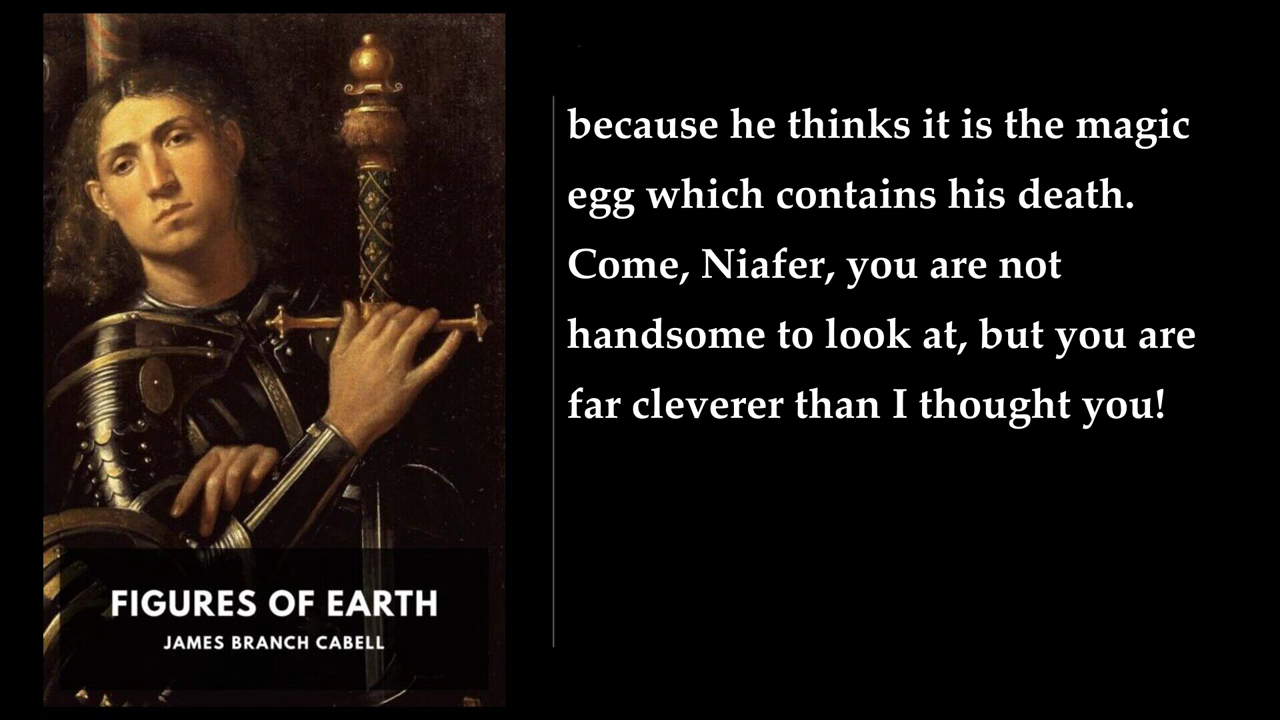 because he thinks it is the magic
egg which contains his death.
Come, Niafer, you are not
handsome to look at, but you are
far cleverer than I thought you!
FIGURES OF EARTH
JAMES BRANCH CABELL